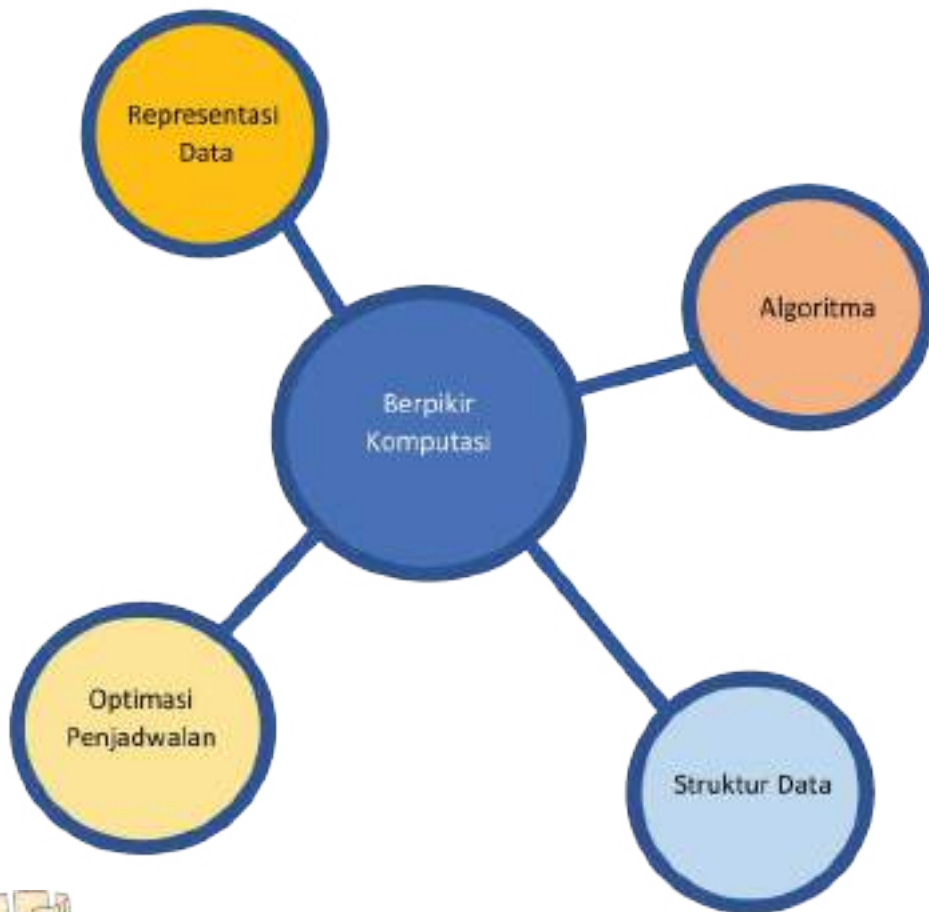 Representasi
Data
Algoritma
Berpikir
Komputasi
Optimasi
Penjadwalan
Struktur Data